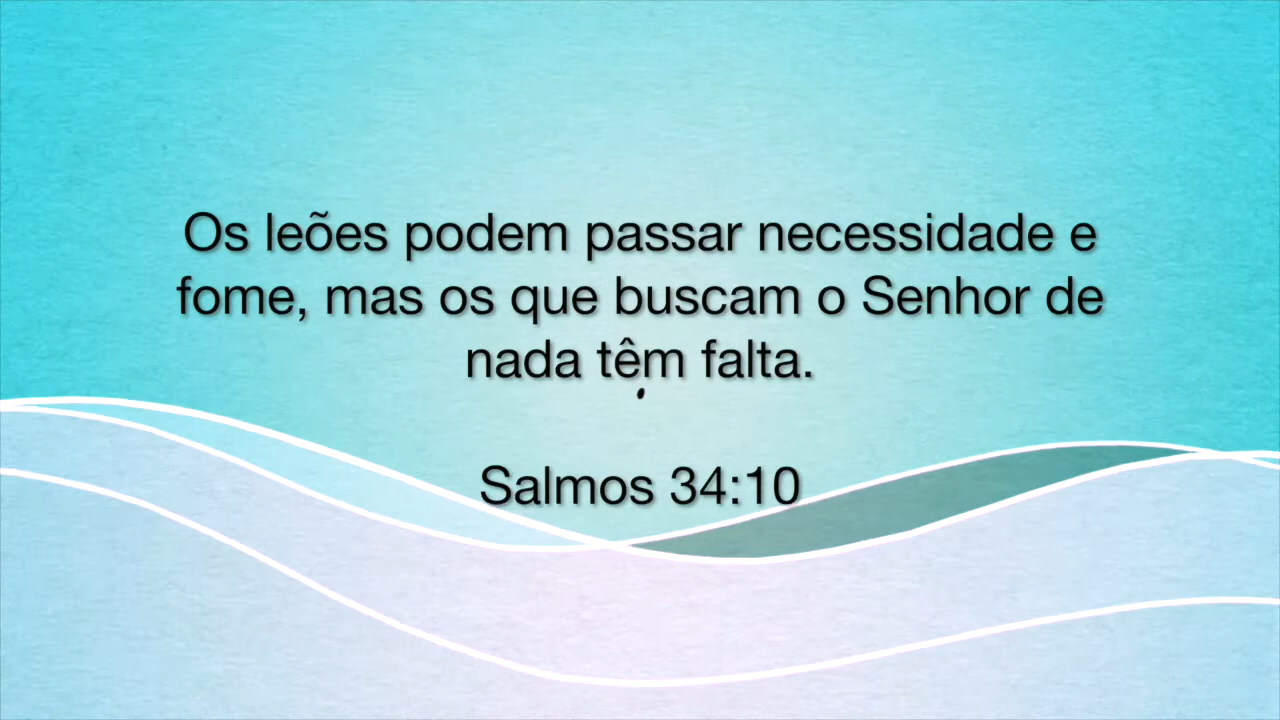 Os leões podem passar necessidade e
fome, mas os que buscam o Senhor de
nada têm falta.
Salmos 34:10